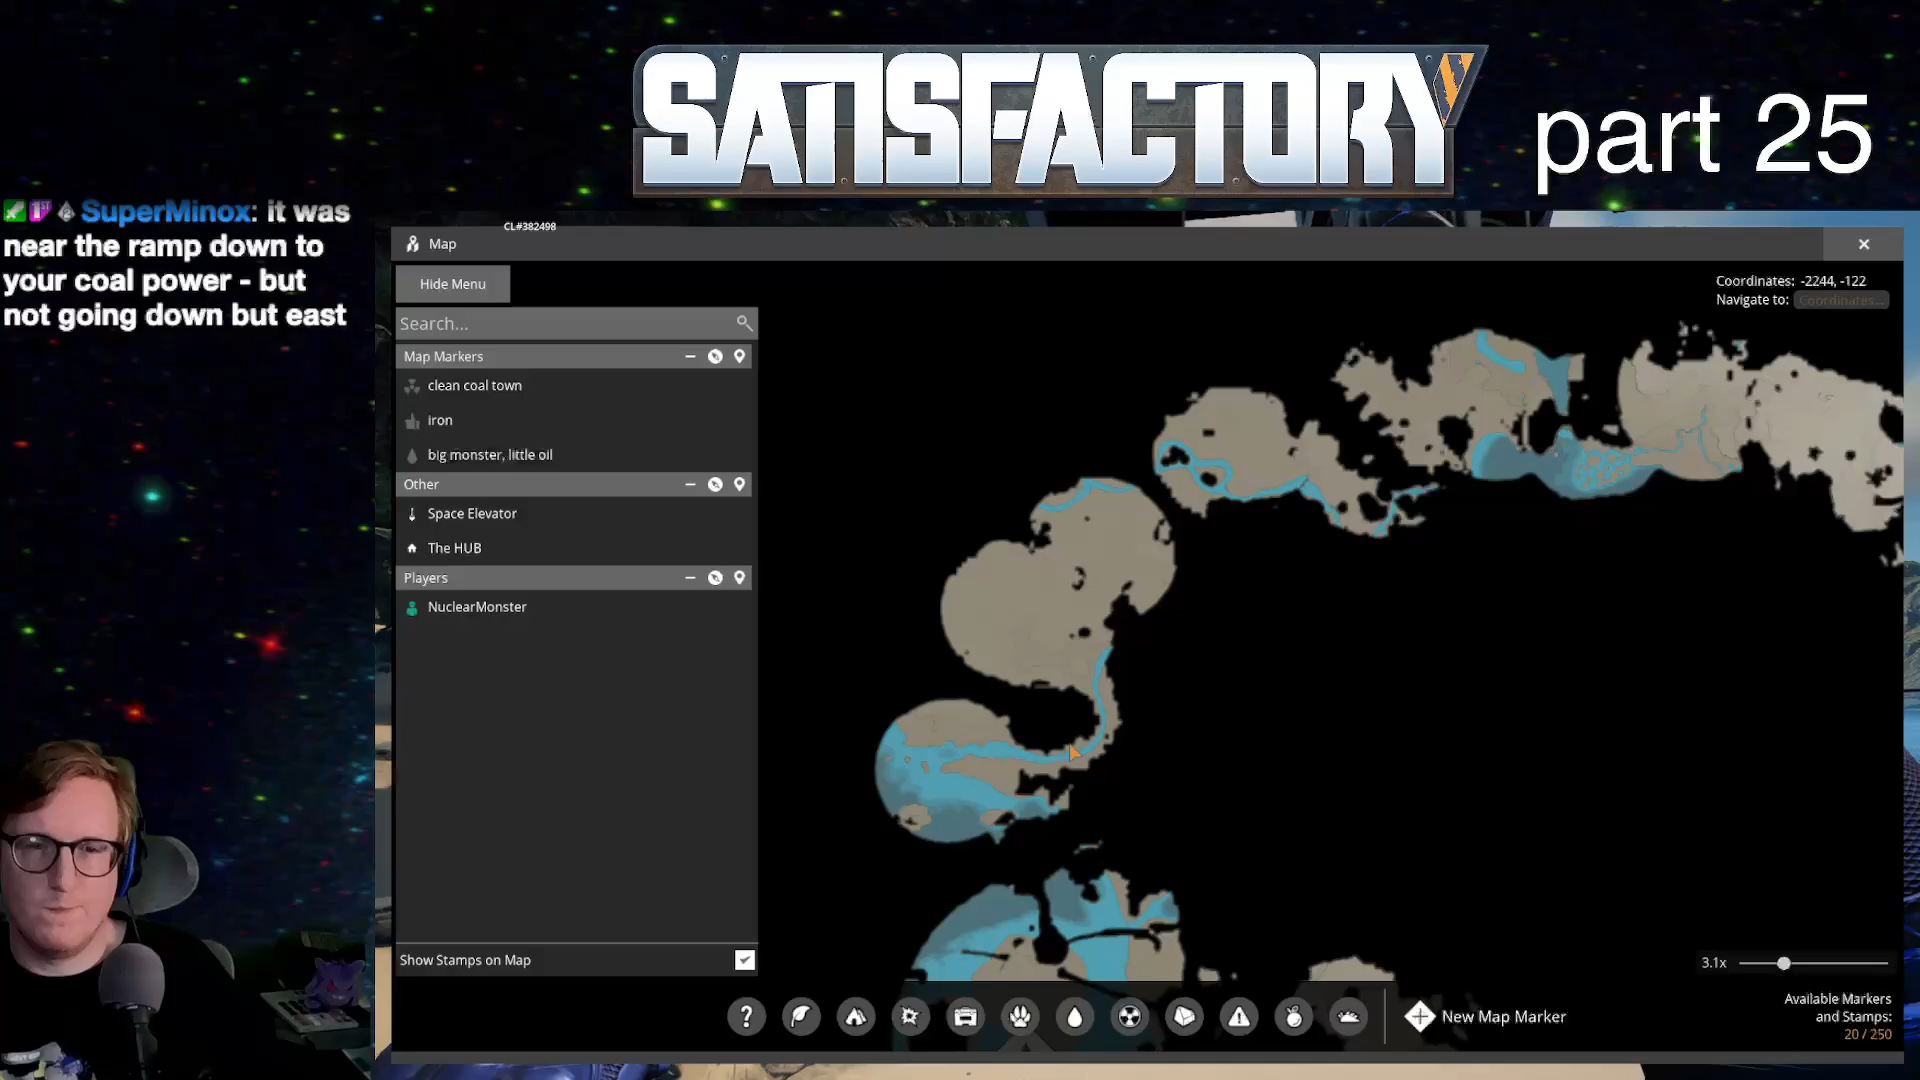 SATISFACTORY
part 25
SuperMinox: it was
near the ramp down to
your coal power - but
not going down but east
CL#382498
Map
Hide Menu
Coordinates: -2244, -122
Navigate to: Coordinates...
Search...
Map Markers
clean coal town
iron
big monster, little oil
Other
Space Elevator
The HUB
Players
NuclearMonster
Show Stamps on Map
3.1x
New Map Marker
Available Markers
and Stamps:
20 / 250